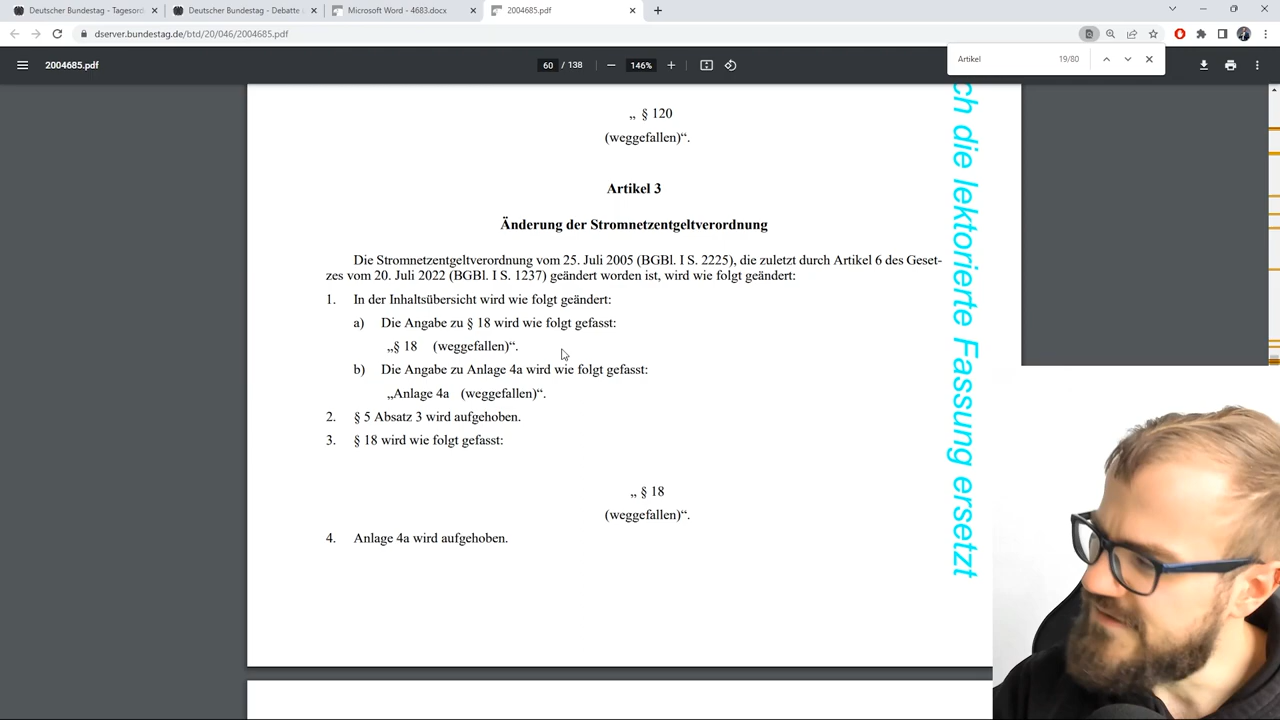 Deutscher Bundestag - Tagesord
Deutscher Bundestag - Debatte
Microsoft Word - 4683.docx
2004685.pdf
dserver.bundestag.de/btd/20/046/2004685.pdf
2004685.pdf
60 / 138
146%
Artikel
19/80
„ § 120
(weggefallen)“.
Artikel 3
Änderung der Stromnetzentgeltverordnung
Die Stromnetzentgeltverordnung vom 25. Juli 2005 (BGBl. I S. 2225), die zuletzt durch Artikel 6 des Geset-
zes vom 20. Juli 2022 (BGBl. I S. 1237) geändert worden ist, wird wie folgt geändert:
1. In der Inhaltsübersicht wird wie folgt geändert:
a) Die Angabe zu § 18 wird wie folgt gefasst:
„§ 18 (weggefallen)“.
b) Die Angabe zu Anlage 4a wird wie folgt gefasst:
„Anlage 4a (weggefallen)“.
2. § 5 Absatz 3 wird aufgehoben.
3. § 18 wird wie folgt gefasst:
„ § 18
(weggefallen)“.
4. Anlage 4a wird aufgehoben.
ch die lektorierte Fassung ersetzt